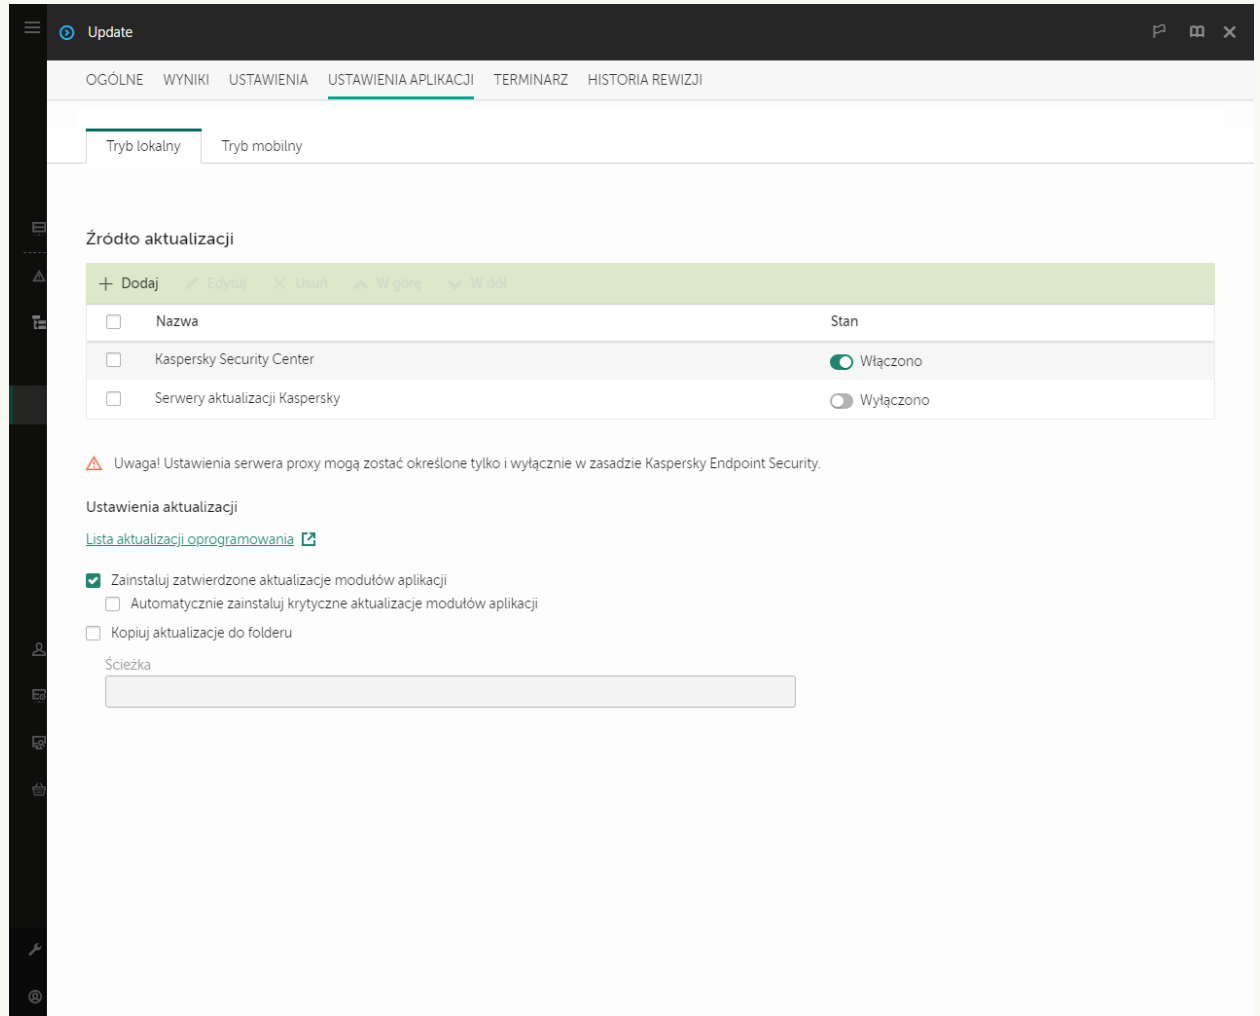 Update
OGÓLNE WYNIKI USTAWIENIA USTAWIENIA APLIKACJI TERMINARZ HISTORIA REWIZJI
Tryb lokalny Tryb mobilny
Źródło aktualizacji
Dodaj Edytuj Usuń W górę W dół
Nazwa Stan
Kaspersky Security Center Włączono
Serwery aktualizacji Kaspersky Wyłączono
Uwaga! Ustawienia serwera proxy mogą zostać określone tylko i wyłącznie w zasadzie Kaspersky Endpoint Security.
Ustawienia aktualizacji
Lista aktualizacji oprogramowania
Zainstaluj zatwierdzone aktualizacje modułów aplikacji
Automatycznie zainstaluj krytyczne aktualizacje modułów aplikacji
Kopiuj aktualizacje do folderu
Ścieżka